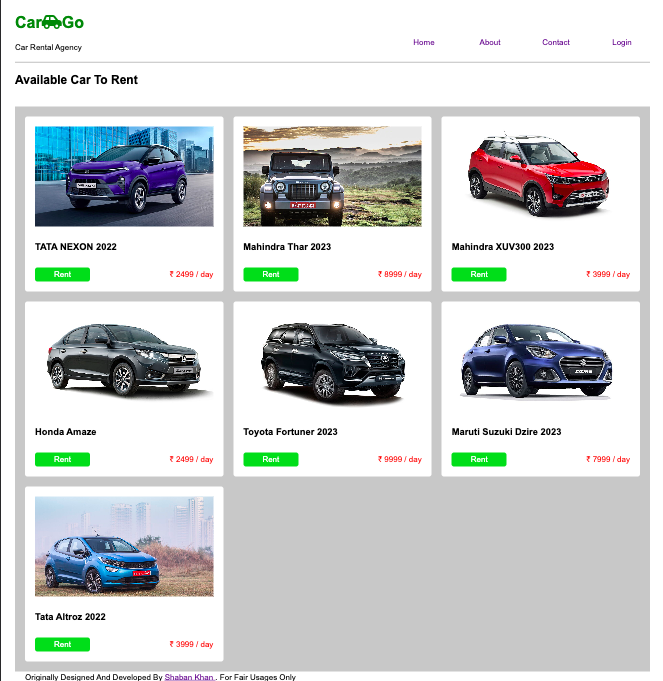 Car Go
Car Rental Agency
Home About Contact Login
Available Car To Rent
TATA NEXON 2022
Rent ₹ 2499 / day
Mahindra Thar 2023
Rent ₹ 8999 / day
Mahindra XUV300 2023
Rent ₹ 3999 / day
Honda Amaze
Rent ₹ 2499 / day
Toyota Fortuner 2023
Rent ₹ 9999 / day
Maruti Suzuki Dzire 2023
Rent ₹ 7999 / day
Tata Altroz 2022
Rent ₹ 3999 / day
Originally Designed And Developed By Shaban Khan . For Fair Usages Only